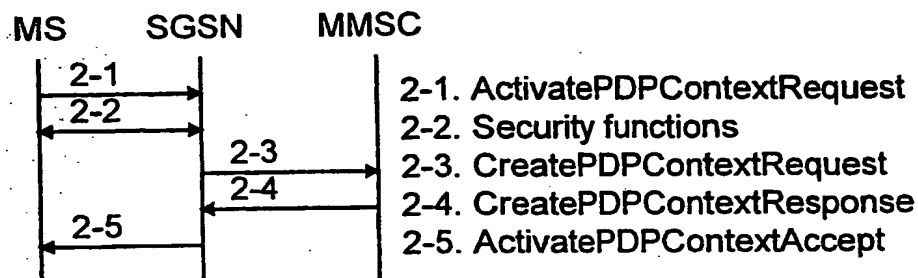 MS SGSN MMSC
2-1
2-2
2-3
2-4
2-5
2-1. ActivatePDPContextRequest
2-2. Security functions
2-3. CreatePDPContextRequest
2-4. CreatePDPContextResponse
2-5. ActivatePDPContextAccept